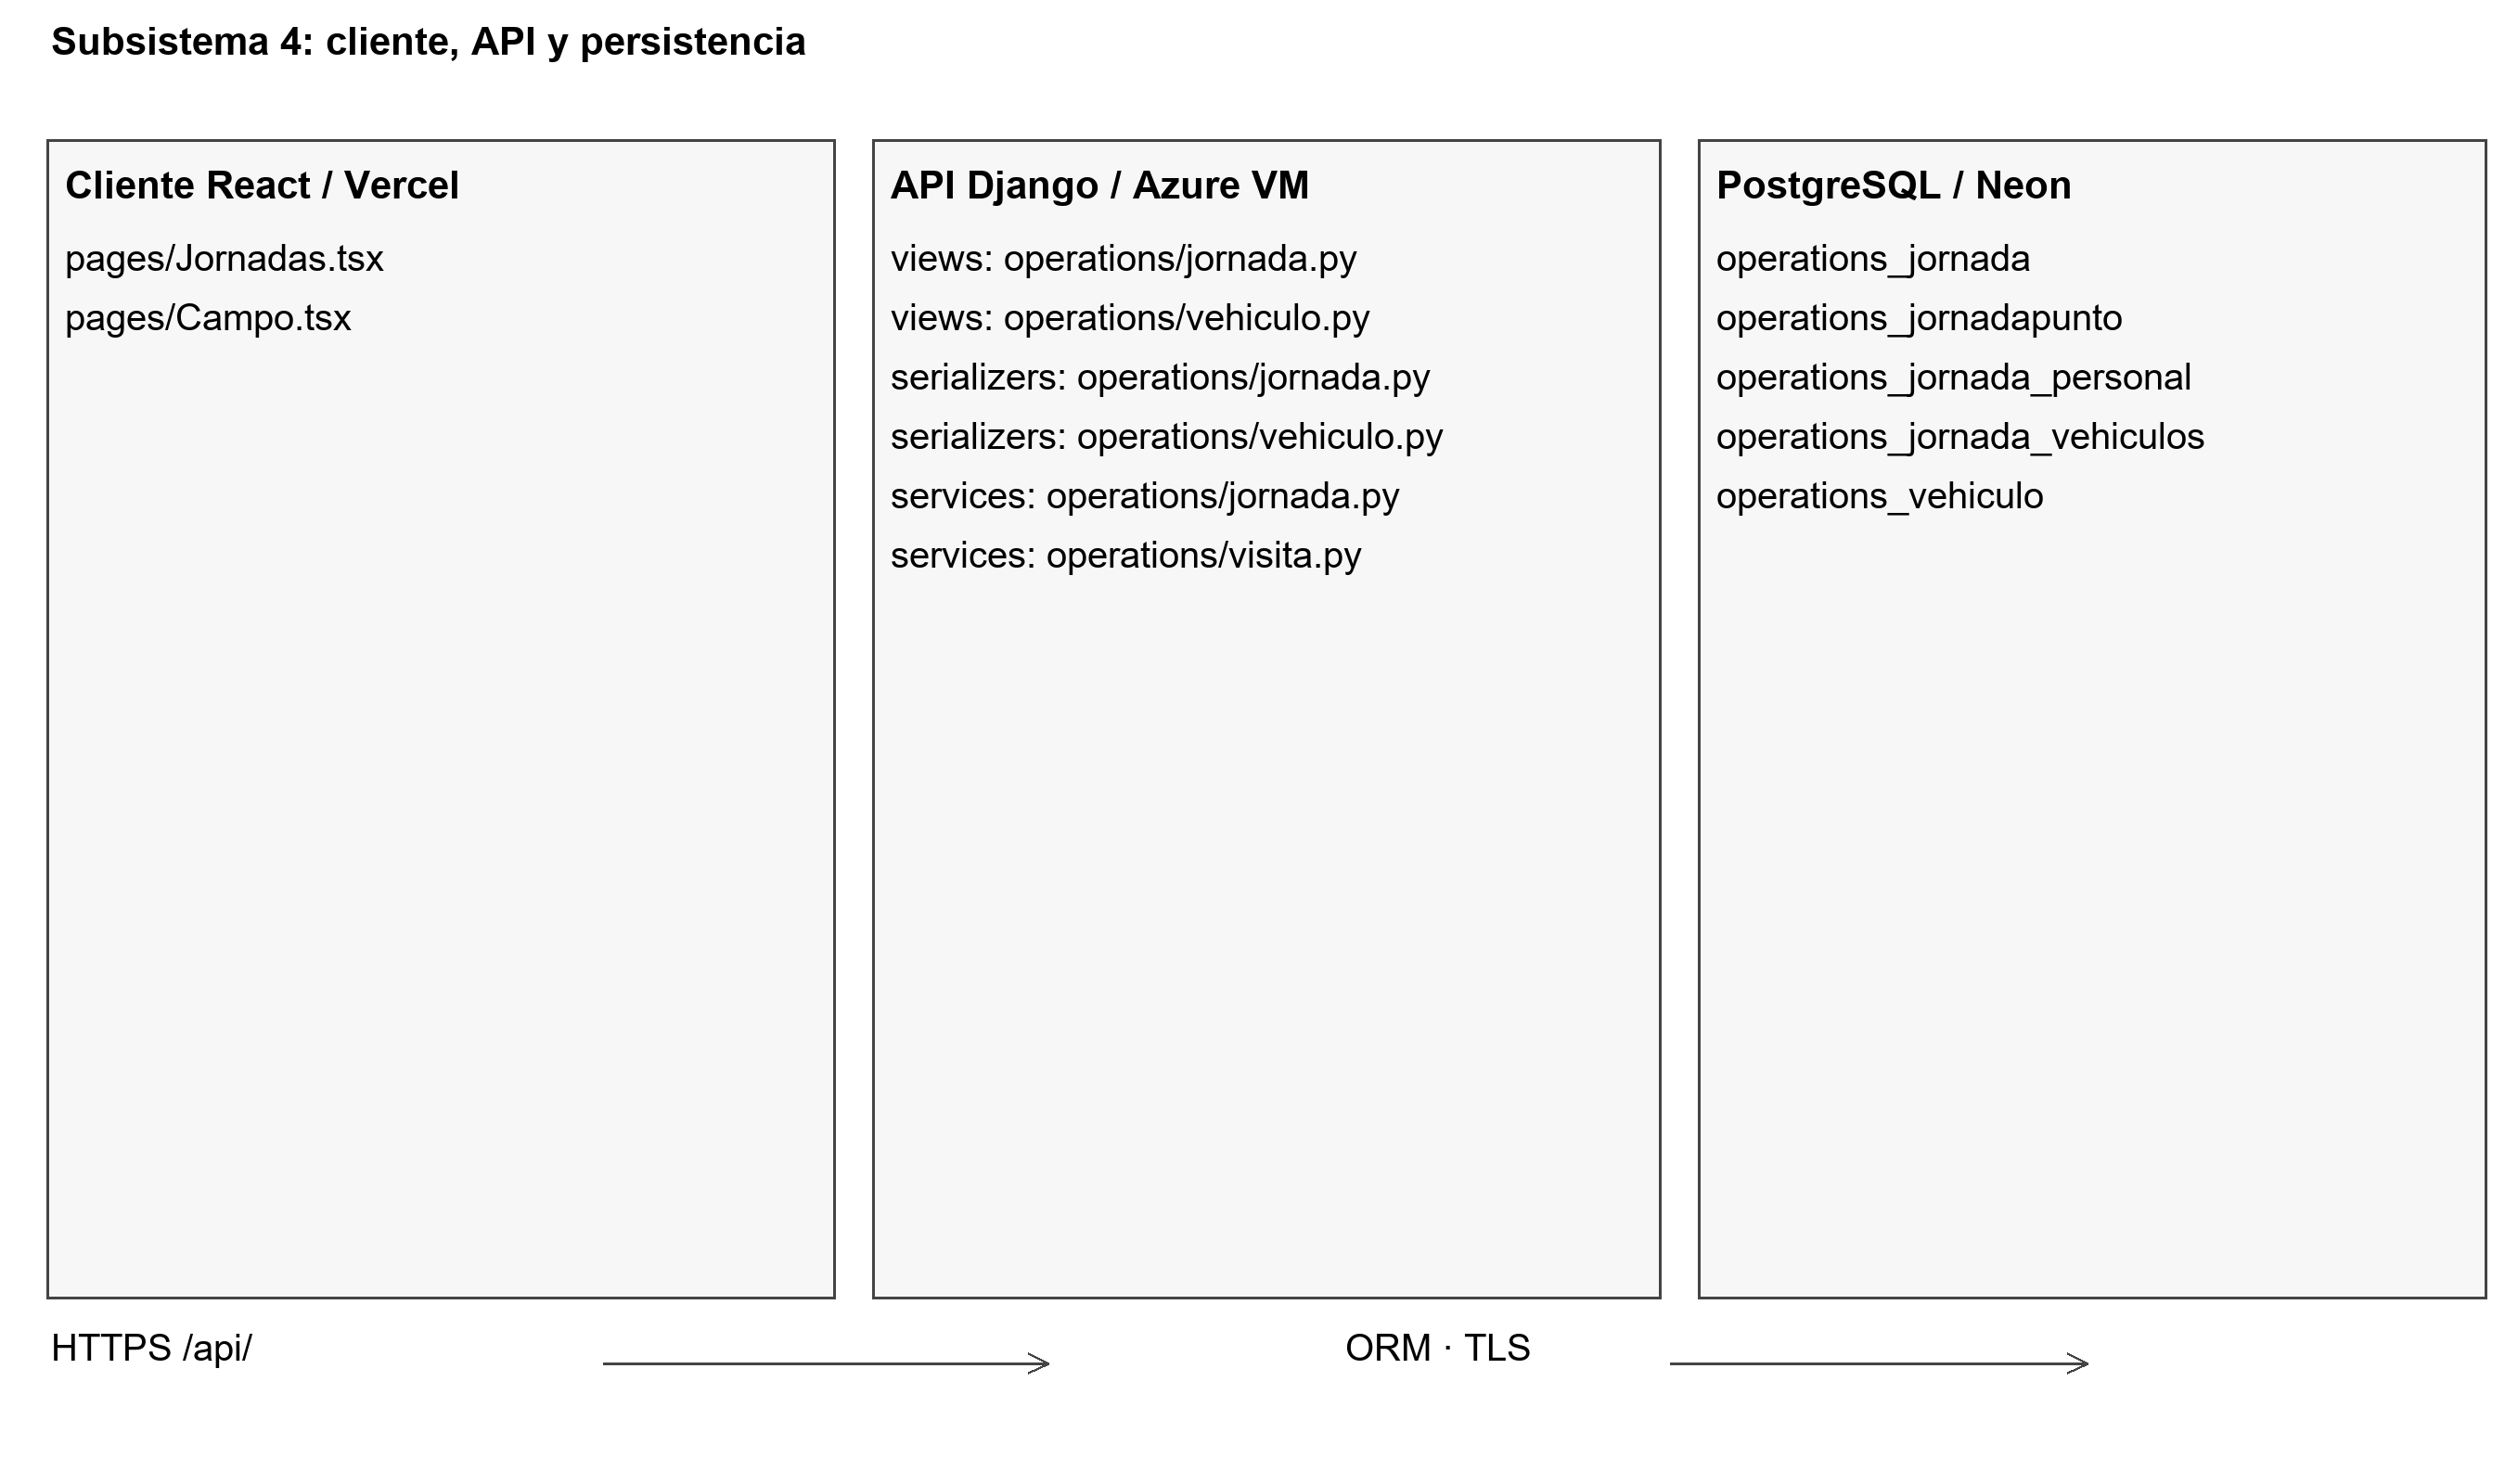 Subsistema 4: cliente, API y persistencia
Cliente React / Vercel
pages/Jornadas.tsx
pages/Campo.tsx
API Django / Azure VM
views: operations/jornada.py
views: operations/vehiculo.py
serializers: operations/jornada.py
serializers: operations/vehiculo.py
services: operations/jornada.py
services: operations/visita.py
PostgreSQL / Neon
operations_jornada
operations_jornadapunto
operations_jornada_personal
operations_jornada_vehiculos
operations_vehiculo
HTTPS /api/
ORM · TLS